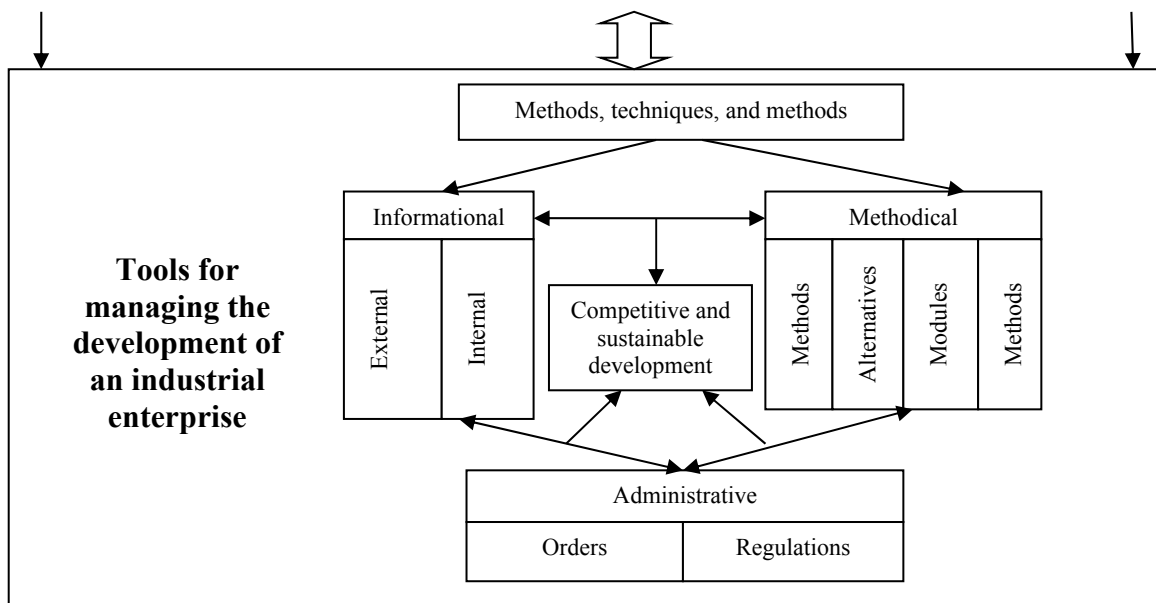 Methods, techniques, and methods
Informational
Methodical
Tools for
managing the
development of
an industrial
enterprise
External
Internal
Competitive and
sustainable
development
Methods
Alternatives
Modules
Methods
Administrative
Orders
Regulations